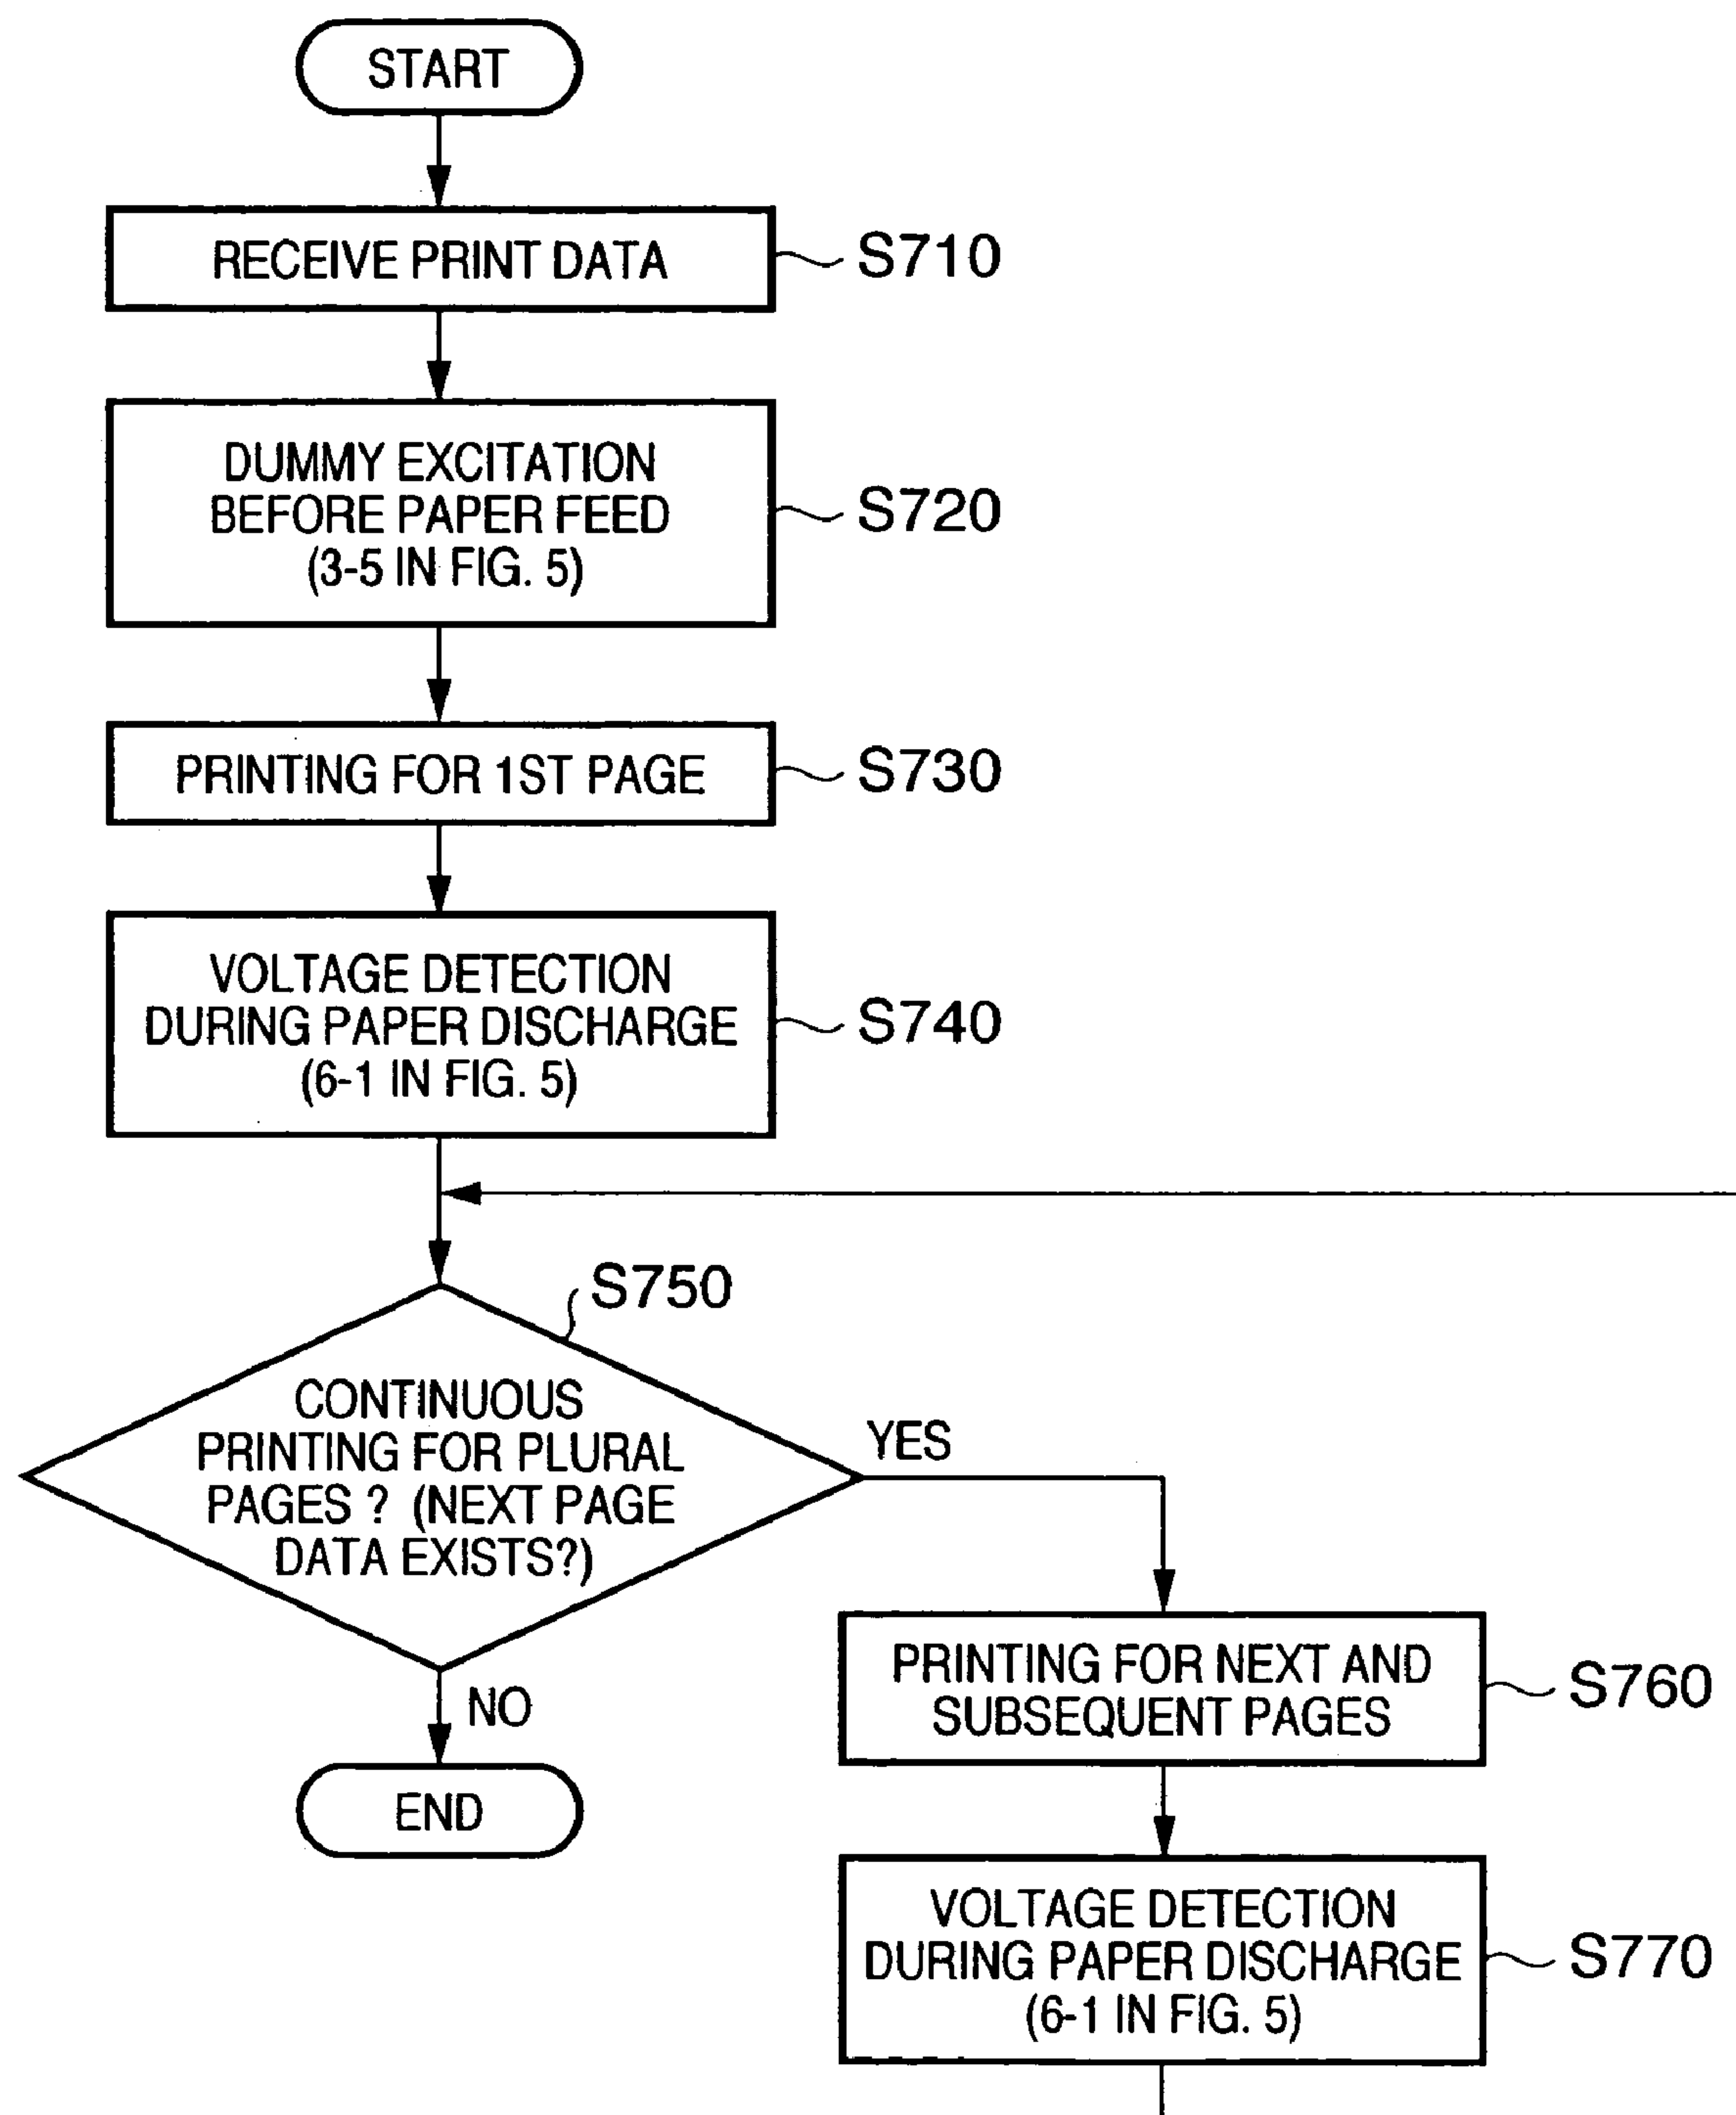 START
RECEIVE PRINT DATA
S710
DUMMY EXCITATION
BEFORE PAPER FEED
(3-5 IN FIG. 5)
S720
PRINTING FOR 1ST PAGE
S730
VOLTAGE DETECTION
DURING PAPER DISCHARGE
(6-1 IN FIG. 5)
S740
S750
CONTINUOUS
PRINTING FOR PLURAL
PAGES ? (NEXT PAGE
DATA EXISTS?)
YES
NO
END
PRINTING FOR NEXT AND
SUBSEQUENT PAGES
S760
VOLTAGE DETECTION
DURING PAPER DISCHARGE
(6-1 IN FIG. 5)
S770